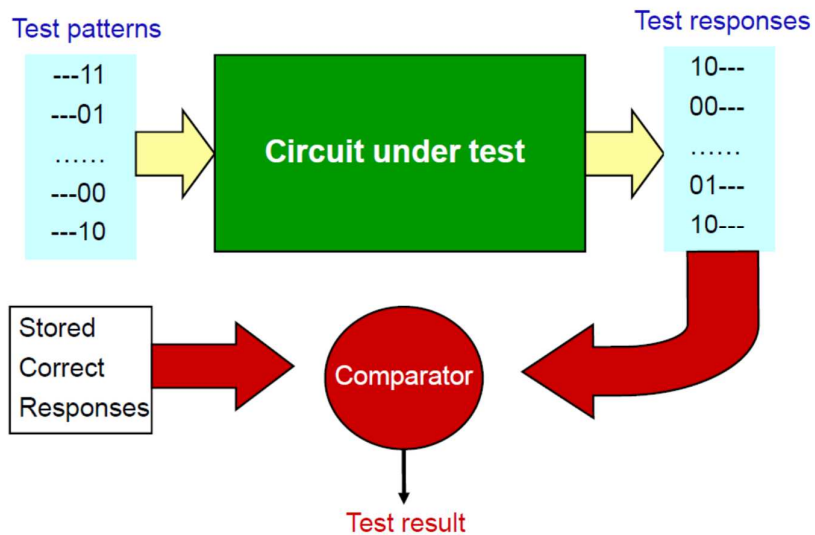 Test patterns
---11
---01
......
---00
---10
Circuit under test
Test responses
10---
00---
......
01---
10---
Stored
Correct
Responses
Comparator
Test result